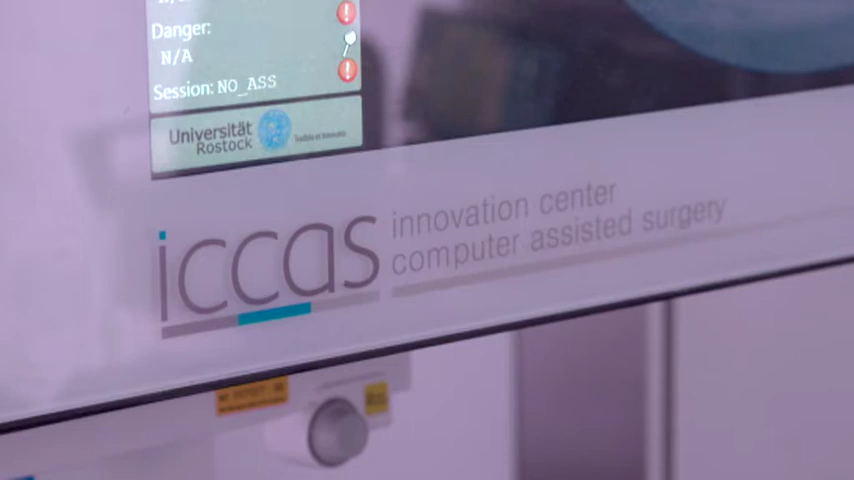 Danger:
N/A
Session: NO_ASS
Universität
Rostock
iccas
innovation center
computer assisted surgery